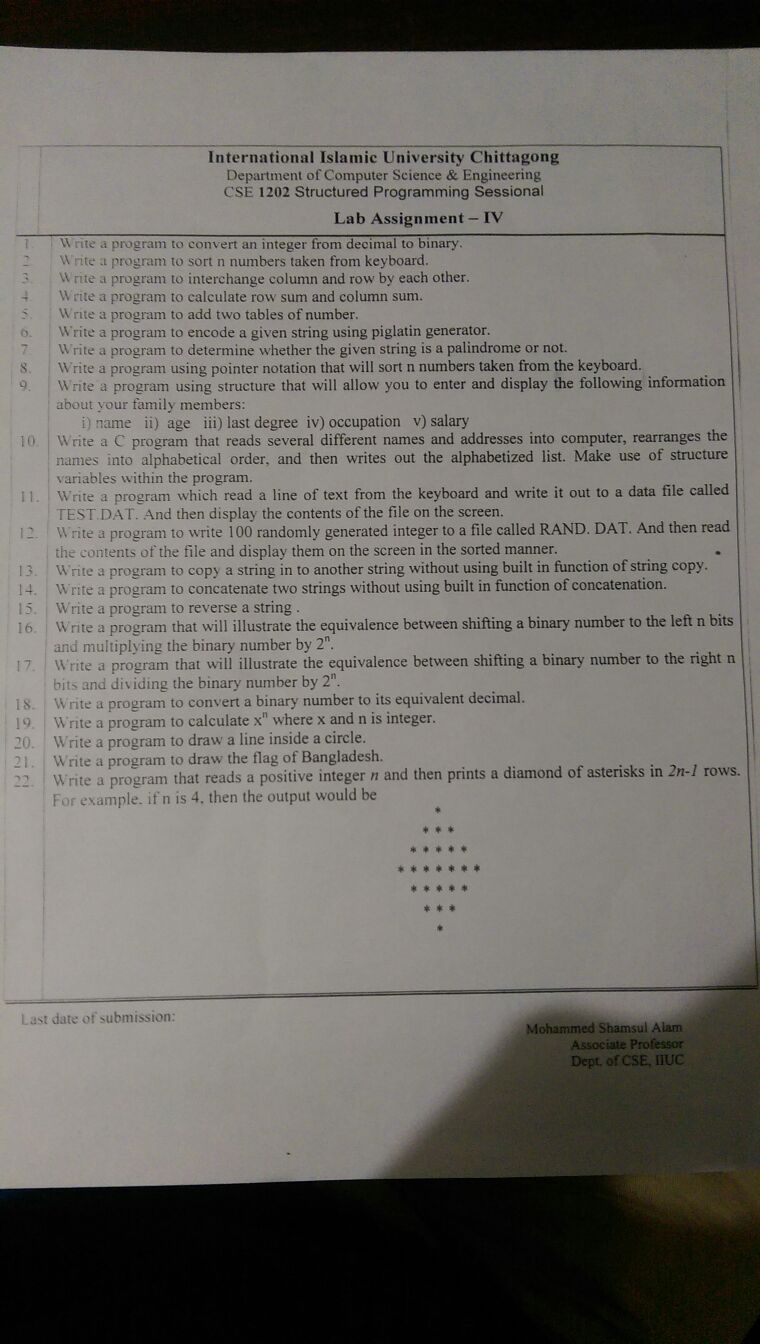 International Islamic University Chittagong
Department of Computer Science & Engineering
CSE 1202 Structured Programming Sessional
Lab Assignment – IV
1. Write a program to convert an integer from decimal to binary.
2 Write a program to sort n numbers taken from keyboard.
3. Write a program to interchange column and row by each other.
4 Write a program to calculate row sum and column sum.
5. Write a program to add two tables of number.
6. Write a program to encode a given string using piglatin generator.
7 Write a program to determine whether the given string is a palindrome or not.
8. Write a program using pointer notation that will sort n numbers taken from the keyboard.
9. Write a program using structure that will allow you to enter and display the following information
about your family members:
i) name ii) age iii) last degree iv) occupation v) salary
10. Write a C program that reads several different names and addresses into computer, rearranges the
names into alphabetical order, and then writes out the alphabetized list. Make use of structure
variables within the program.
11. Write a program which read a line of text from the keyboard and write it out to a data file called
TEST.DAT. And then display the contents of the file on the screen.
12. Write a program to write 100 randomly generated integer to a file called RAND. DAT. And then read
the contents of the file and display them on the screen in the sorted manner.
13. Write a program to copy a string in to another string without using built in function of string copy.
14. Write a program to concatenate two strings without using built in function of concatenation.
15. Write a program to reverse a string .
16. Write a program that will illustrate the equivalence between shifting a binary number to the left n bits
and multiplying the binary number by 2ⁿ.
17. Write a program that will illustrate the equivalence between shifting a binary number to the right n
bits and dividing the binary number by 2ⁿ.
18. Write a program to convert a binary number to its equivalent decimal.
19. Write a program to calculate xⁿ where x and n is integer.
20. Write a program to draw a line inside a circle.
21. Write a program to draw the flag of Bangladesh.
22. Write a program that reads a positive integer n and then prints a diamond of asterisks in 2n-1 rows.
For example. if n is 4, then the output would be
*
* * *
* * * * *
* * * * * * *
* * * * *
* * *
*
Last date of submission:
Mohammed Shamsul Alam
Associate Professor
Dept. of CSE, IIUC